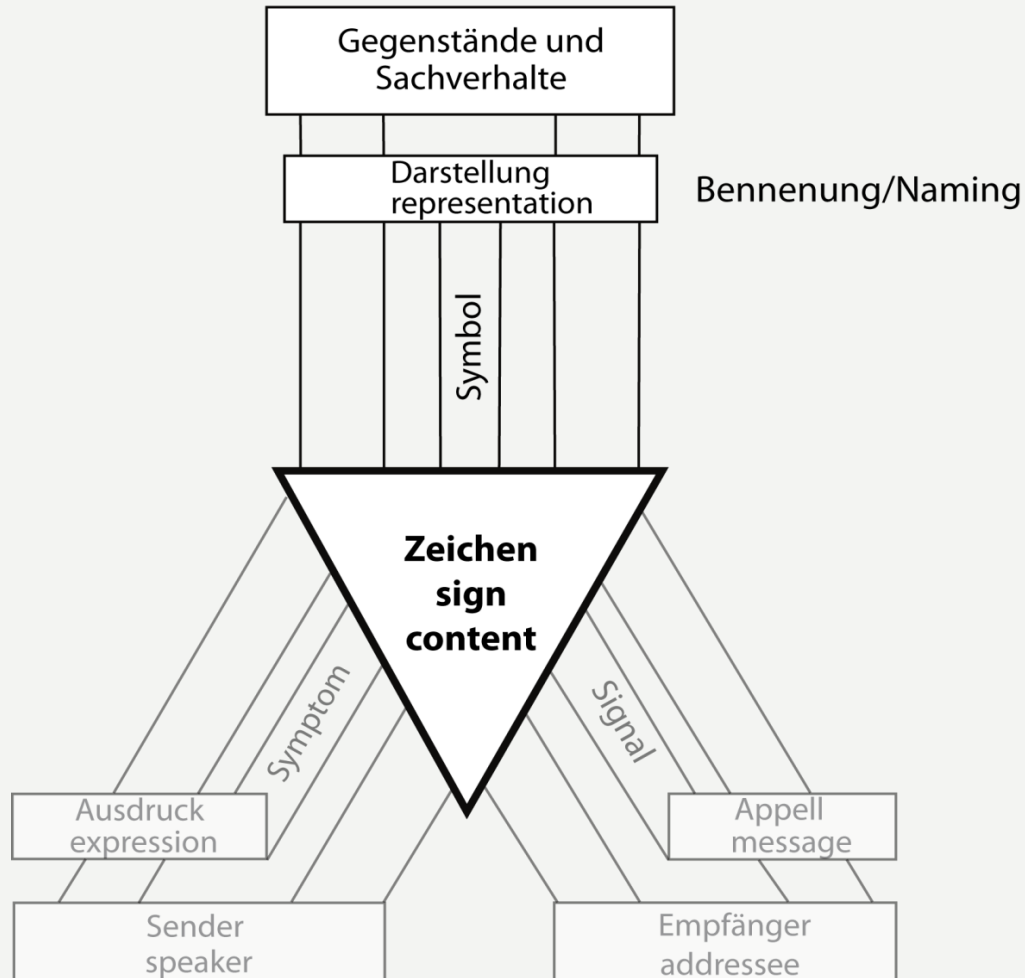 Gegenstände und
Sachverhalte
Darstellung
representation
Bennenung/Naming
Symbol
Zeichen
sign
content
Symptom
Signal
Ausdruck
expression
Appell
message
Sender
speaker
Empfänger
addressee